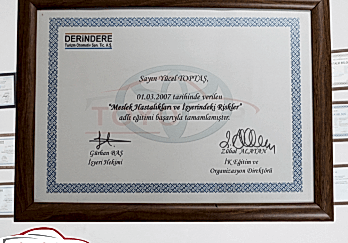 DERINDERE
Turizm Otomotiv San. Tic. A.Ş.
Sayın Yücel TOPTAŞ,
01.03.2007 tarihinde verilen
"Meslek Hastalıkları ve İşyerindeki Riskler"
adlı eğitimi başarıyla tamamlamıştır.
Gürhan BAŞ
İşyeri Hekimi
Zühal ALATAN
İK Eğitim ve
Organizasyon Direktörü